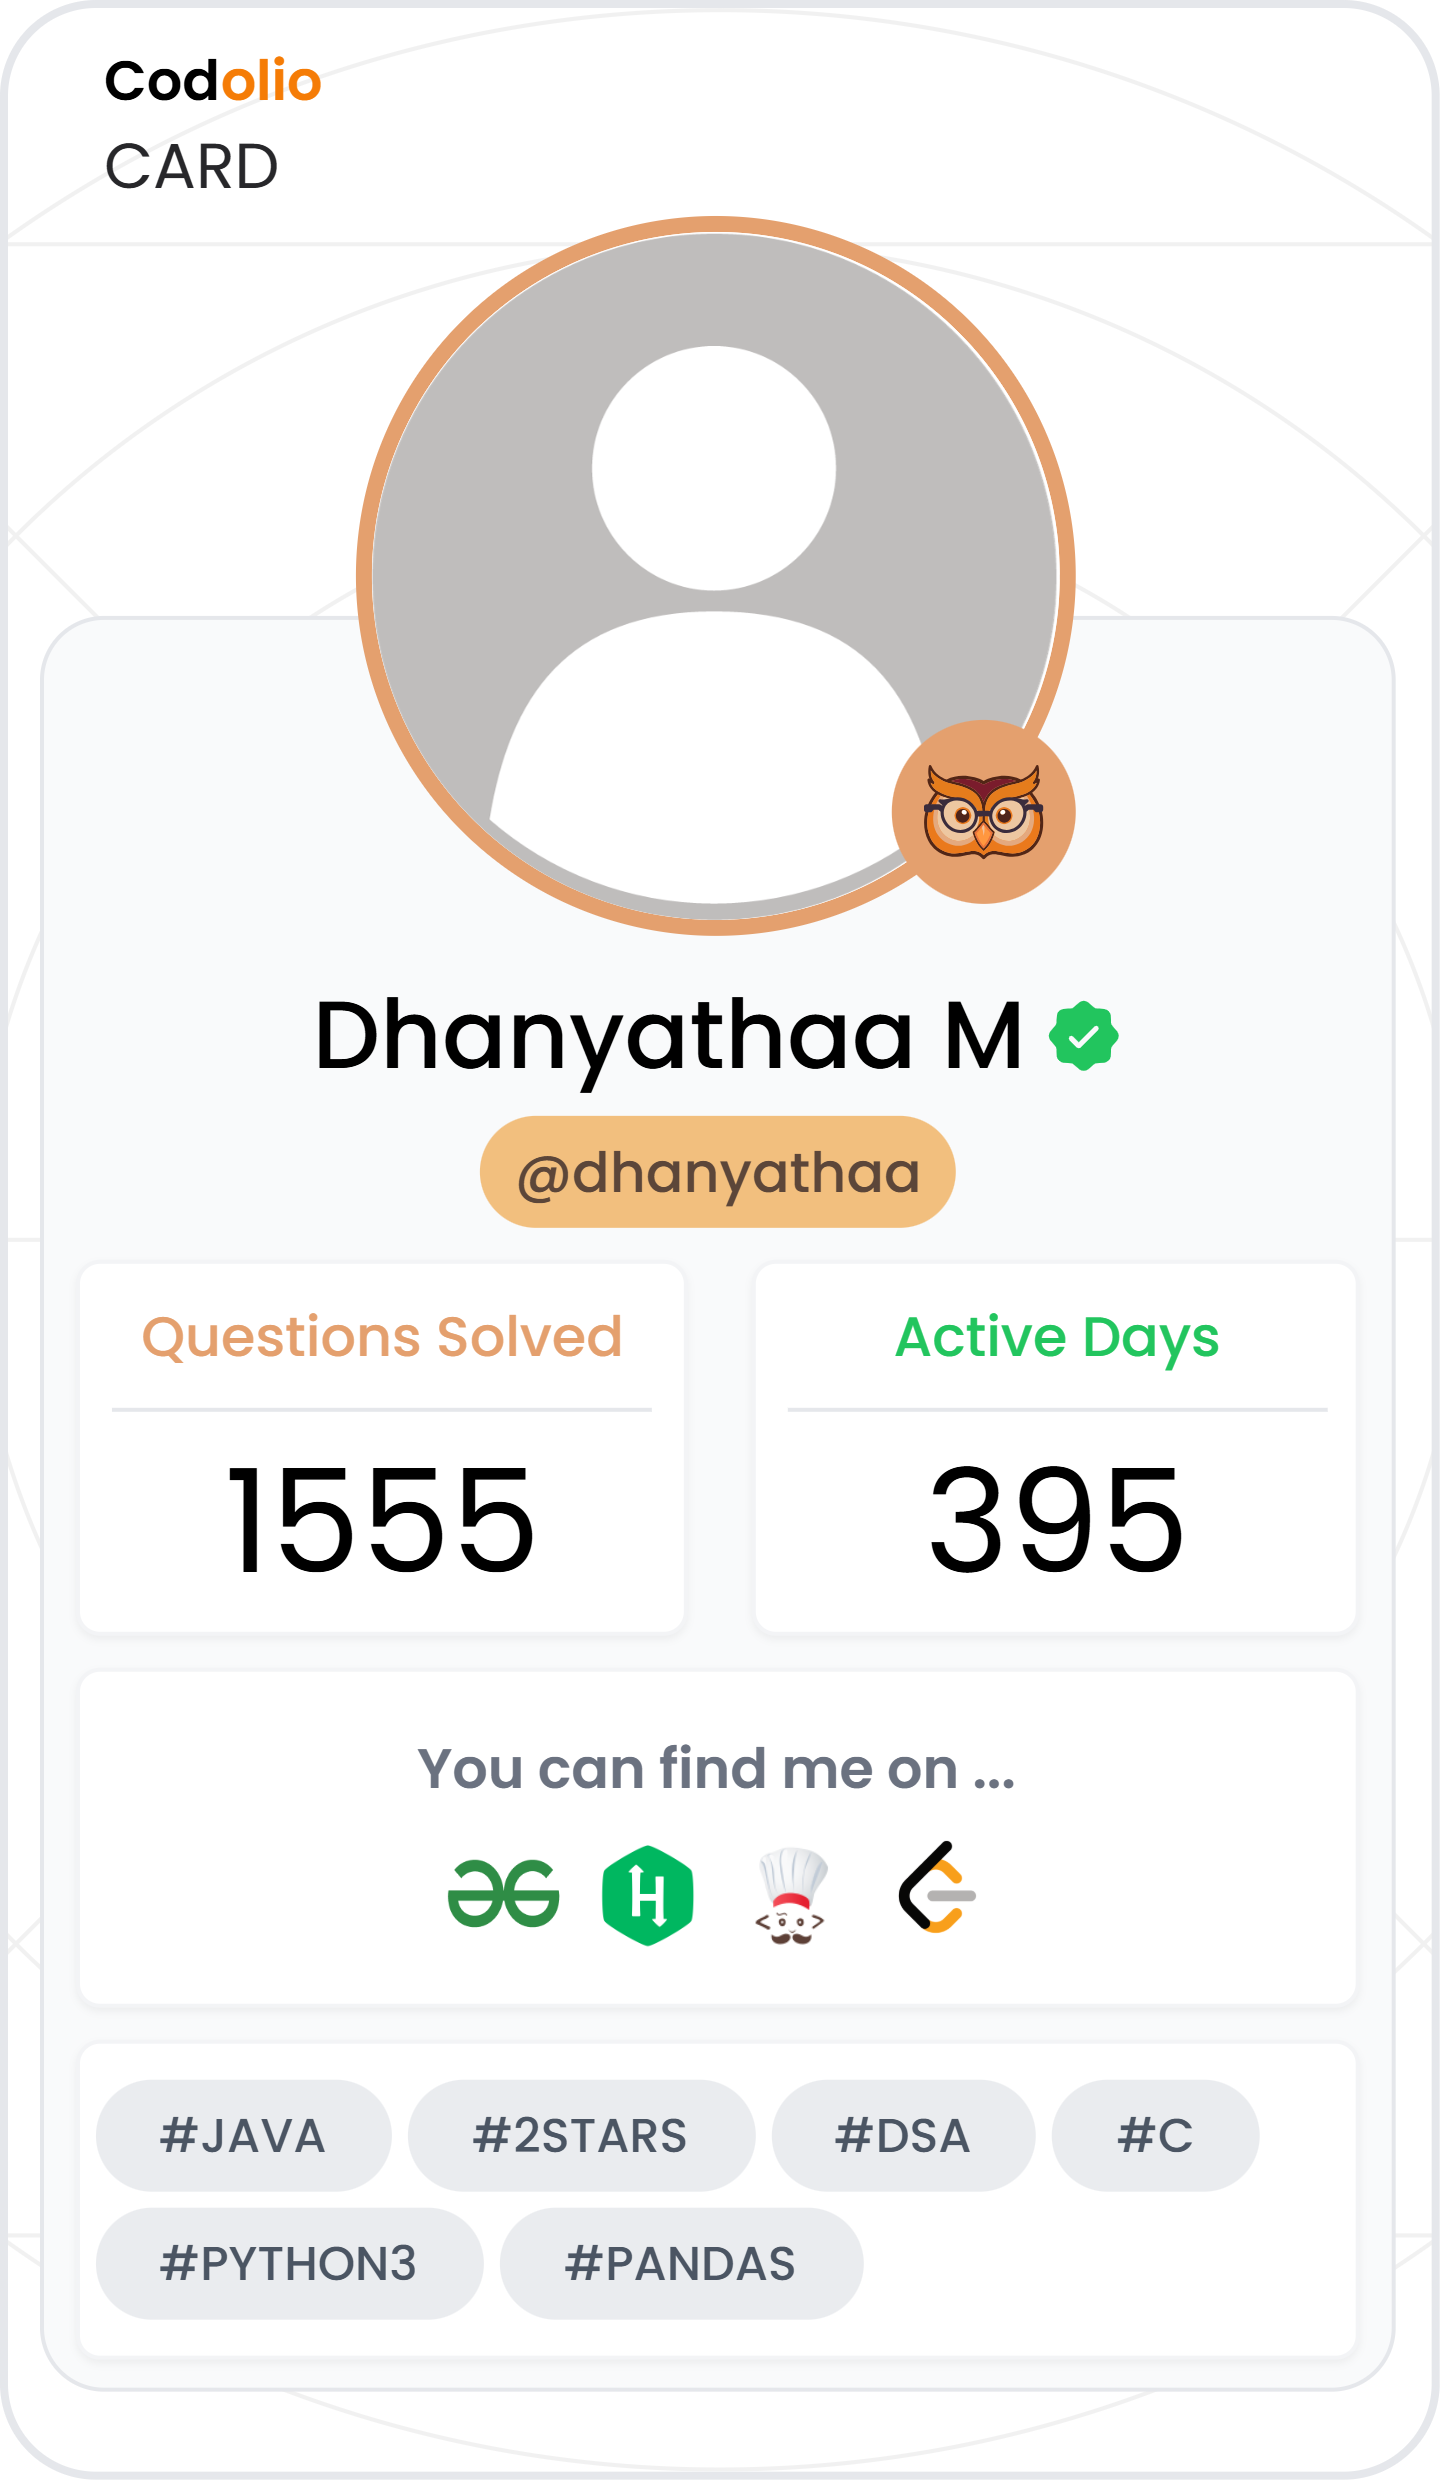 Codolio
CARD
Dhanyathaa M
@dhanyathaa
Questions Solved
Active Days
1555
395
You can find me on ...
#JAVA #2STARS #DSA #C
#PYTHON3 #PANDAS